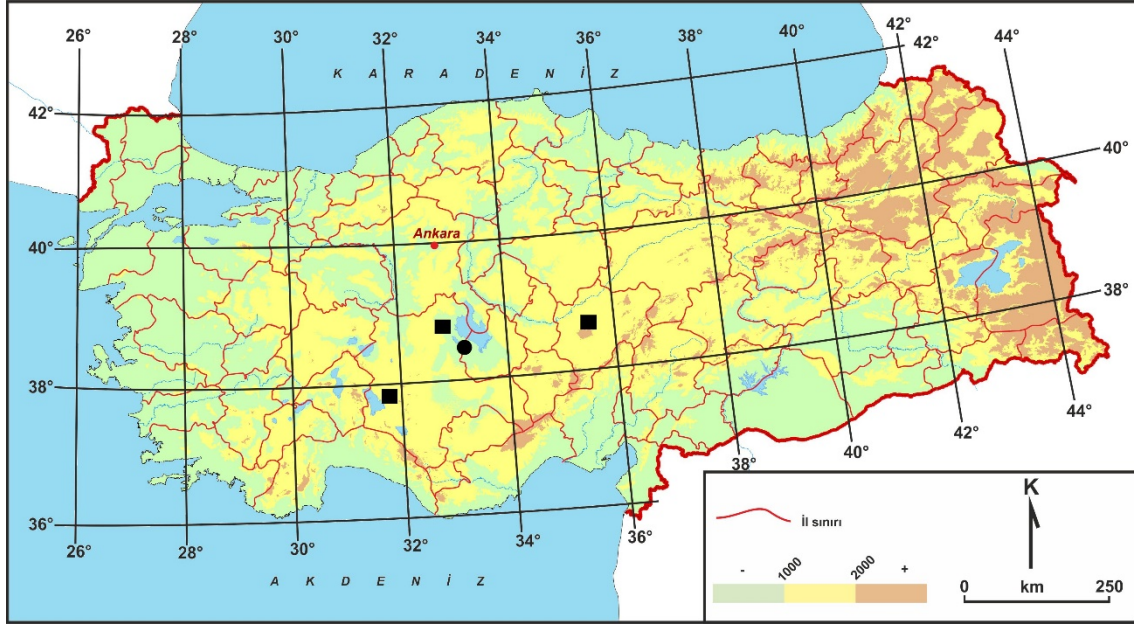 26° 28° 30° 32° 34° 36° 38° 40° 42° 44°
42°
K A R A D E N İ Z
42°
40°
40°
Ankara
40°
38°
38°
38° 40° 42° 44°
36°
36°
26° 28° 30° 32° 34°
A K D E N İ Z
İl sınırı
K
- 1000 2000 +
0 km 250